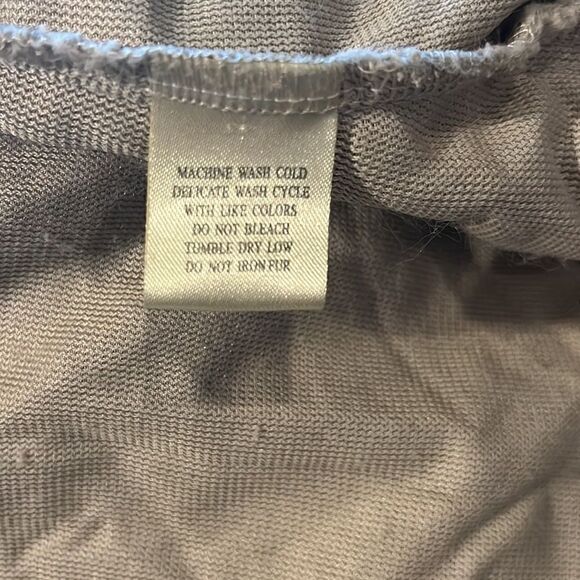 MACHINE WASH COLD
DELICATE WASH CYCLE
WITH LIKE COLORS
DO NOT BLEACH
TUMBLE DRY LOW
DO NOT IRON FUR